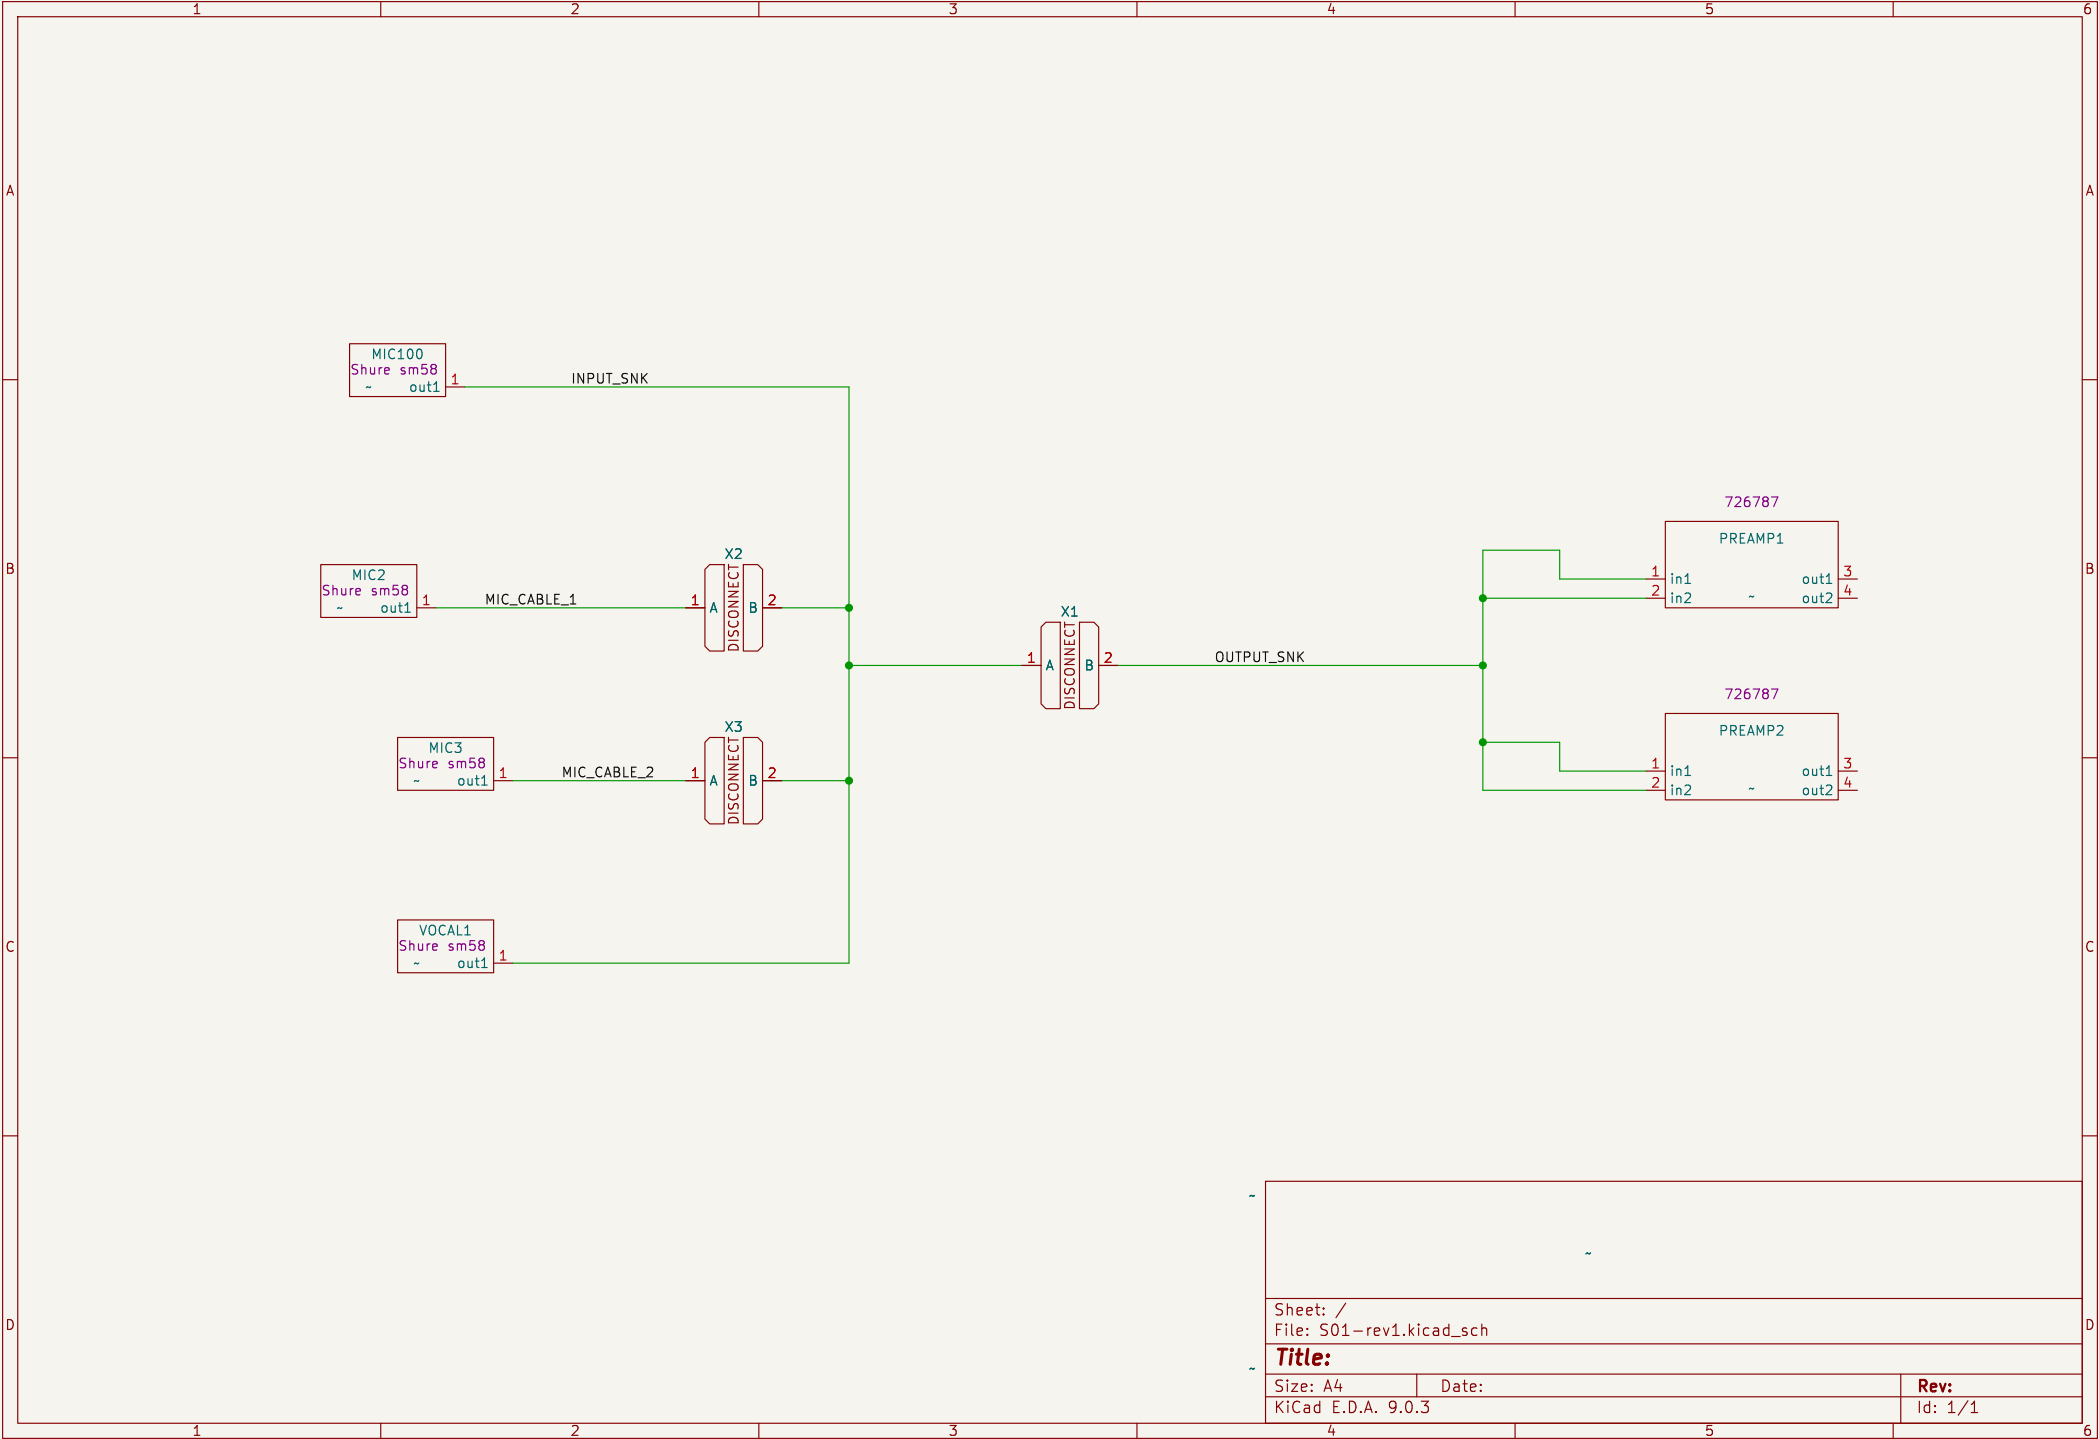 1 2 3 4 5 6
A A
MIC100
Shure sm58
~ out1 1
INPUT_SNK
726787
PREAMP1
1 in1 out1 3
2 in2 ~ out2 4
B B
X2
MIC2
Shure sm58
~ out1 1
MIC_CABLE_1
1 A DISCONNECT B 2
X1
1 A DISCONNECT B 2
OUTPUT_SNK
726787
PREAMP2
1 in1 out1 3
2 in2 ~ out2 4
X3
MIC3
Shure sm58
~ out1 1
MIC_CABLE_2
1 A DISCONNECT B 2
VOCAL1
Shure sm58
~ out1 1
C C
~
~
Sheet: /
File: S01-rev1.kicad_sch
D D
Title:
~
Size: A4 Date: Rev:
KiCad E.D.A. 9.0.3 Id: 1/1
1 2 3 4 5 6